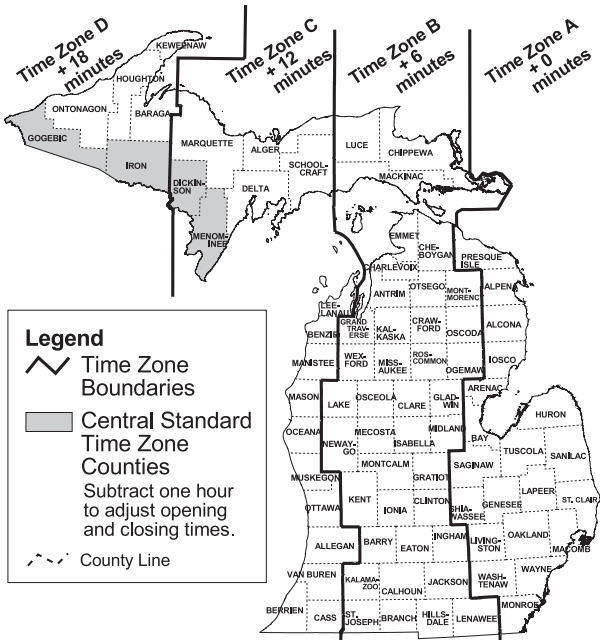 Time Zone D
+ 18
minutes
Time Zone C
+ 12
minutes
Time Zone B
+ 6
minutes
Time Zone A
+ 0
minutes
KEWEENAW
HOUGHTON
ONTONAGON
BARAGA
GOGEBIC
IRON
MARQUETTE
ALGER
LUCE
CHIPPEWA
SCHOOL-
CRAFT
MACKINAC
DICKIN-
SON
DELTA
MENOM-
INEE
EMMET
CHE-
BOYGAN
PRESQUE
ISLE
CHARLEVOIX
ANTRIM
OTSEGO
MONT-
MORENCY
ALPENA
LEE-
LANAU
BENZIE
GRAND
TRAV-
ERSE
KAL-
KASKA
CRAW-
FORD
OSCODA
ALCONA
MANISTEE
WEX-
FORD
MISS-
AUKEE
ROS-
COMMON
OGEMAW
IOSCO
ARENAC
MASON
LAKE
OSCEOLA
CLARE
GLAD-
WIN
HURON
OCEANA
NEWAY-
GO
MECOSTA
ISABELLA
MIDLAND
BAY
TUSCOLA
SANILAC
MUSKEGON
MONTCALM
GRATIOT
SAGINAW
LAPEER
ST. CLAIR
OTTAWA
KENT
IONIA
CLINTON
SHIA-
WASSEE
GENESEE
ALLEGAN
BARRY
EATON
INGHAM
LIVING-
STON
OAKLAND
MACOMB
VAN BUREN
KALAMA-
ZOO
CALHOUN
JACKSON
WASH-
TENAW
WAYNE
BERRIEN
CASS
ST.
JOSEPH
BRANCH
HILLS-
DALE
LENAWEE
MONROE
Legend
Time Zone
Boundaries
Central Standard
Time Zone
Counties
Subtract one hour
to adjust opening
and closing times.
County Line